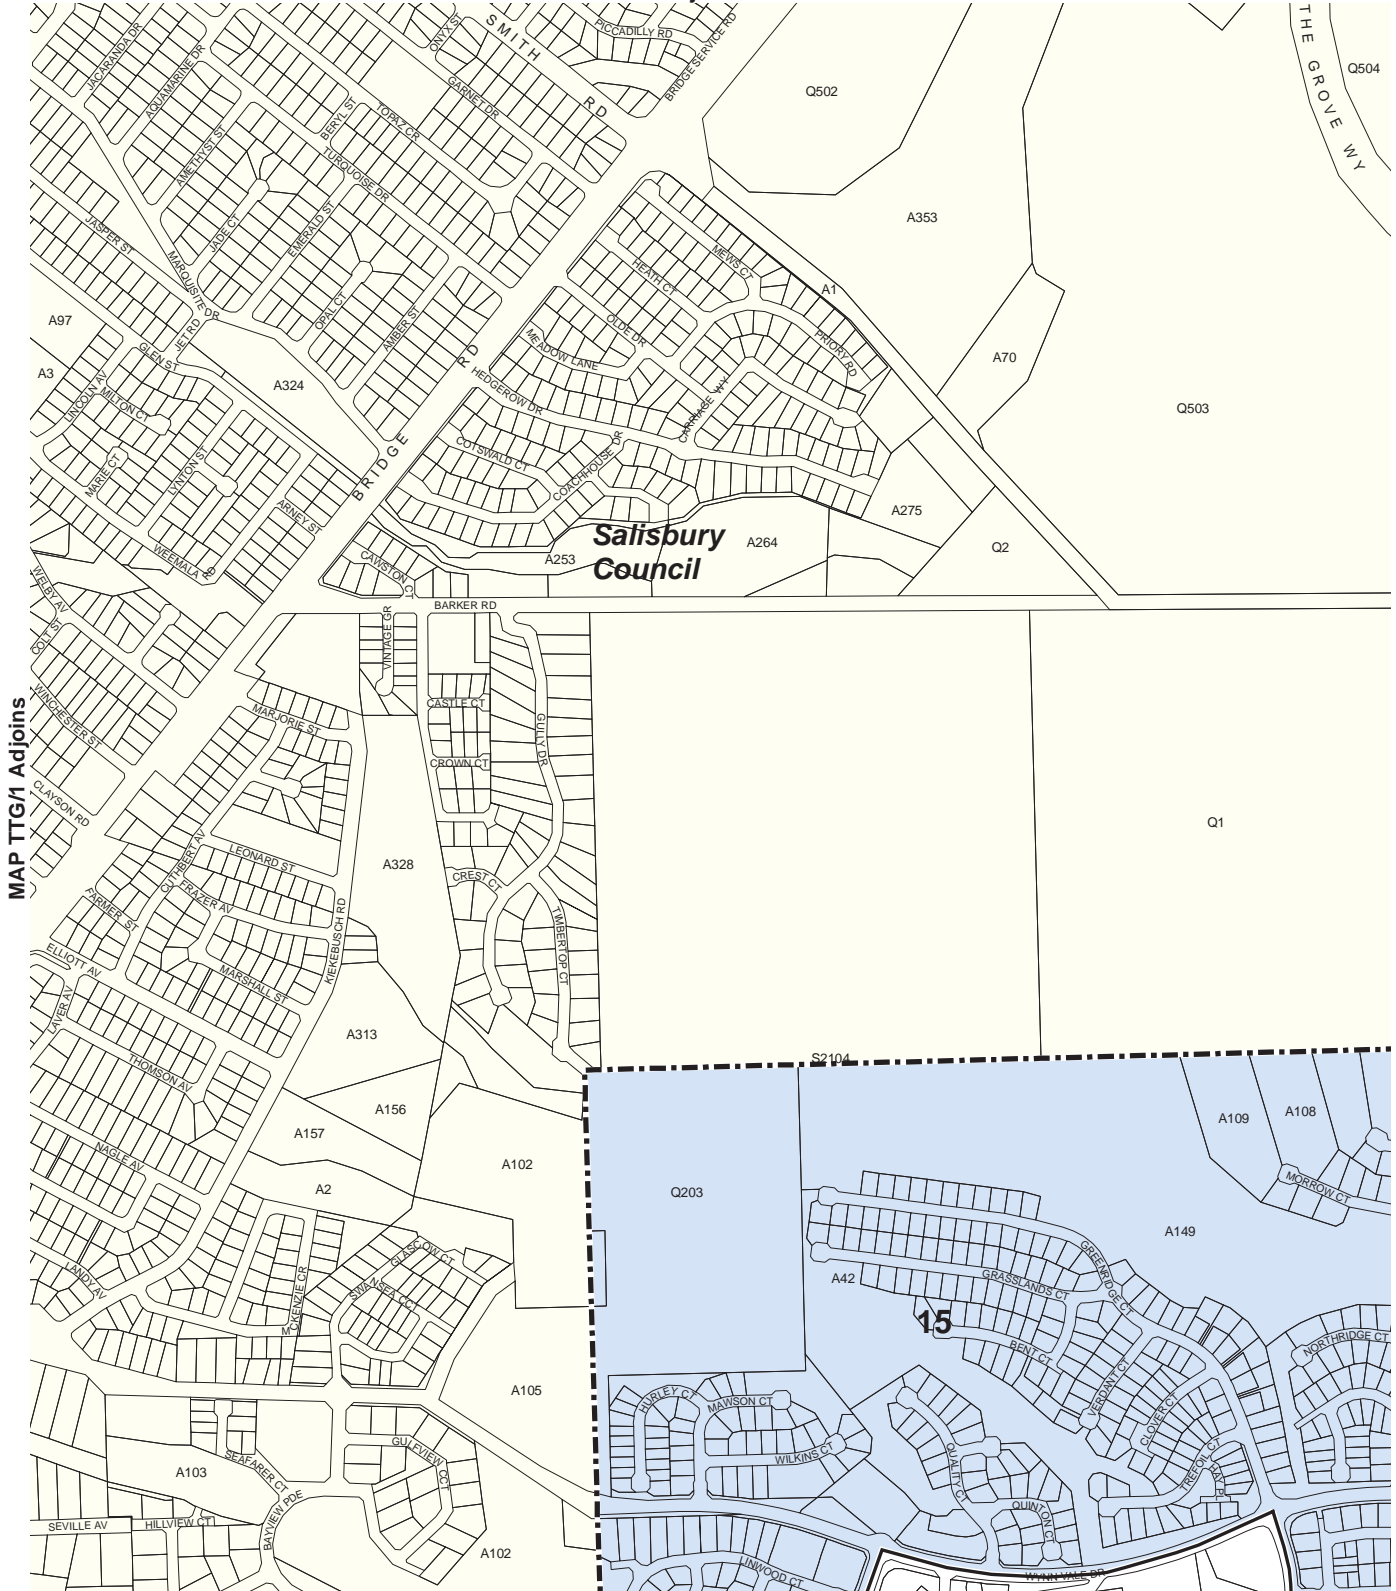 SMITH RD
PICCADILLY RD
BRIDGE SERVICE RD
ONYX ST
JACARANDA DR
AQUAMARINE DR
GARNET DR
TOPAZ CR
BERYL ST
TURQUOISE DR
AMETHYST ST
Q502
THE GROVE WY
Q504
JASPER ST
JADE CT
EMERALD ST
MARQUISITE DR
A353
MEWS CT
HEATH CT
A1
OPAL CT
AMBER ST
OLDE DR
MEADOW LANE
PRIORY RD
A97
JET RD
GLEN ST
A3
A324
BRIDGE RD
HEDGEROW DR
A70
Q503
LINCOLN AV
MILTON CT
CARRIAGE WY
MARIE CT
LYNTON ST
COTSWALD CT
COACHHOUSE DR
ARNEY ST
A275
WEEMALA RD
Salisbury
Council
A264
A253
Q2
CAWSTON CT
WELBY AV
COLT ST
BARKER RD
VINTAGE GR
WINCHESTER ST
MARJORIE ST
CASTLE CT
GULLY DR
CROWN CT
MAP TTG/1 Adjoins
CLAYSON RD
Q1
CUTHBERT AV
LEONARD ST
A328
FRAZER AV
FARMER ST
CREST CT
KIEKEBUSCH RD
TIMBERTOP CT
ELLIOTT AV
MARSHALL ST
LAVER AV
A313
S2104
THOMSON AV
A156
A157
A109
A108
NAGLE AV
A102
A2
Q203
MORROW CT
A149
GLASCOW CT
GREENRIDGE CT
LANDY AV
MCKENZIE CR
SWANSEA CCT
A42
GRASSLANDS CT
15
BENT CT
NORTHRIDGE CT
A105
HURLEY CT
MAWSON CT
VERDANT CT
CLOVER CT
WILKINS CT
QUALITY CT
TREFOIL CT
HAY PL
GULFVIEW CCT
SEAFARER CT
A103
QUINTON CT
SEVILLE AV
HILLVIEW CT
BAYVIEW PDE
A102
LINWOOD CT
WYNN VALE DR